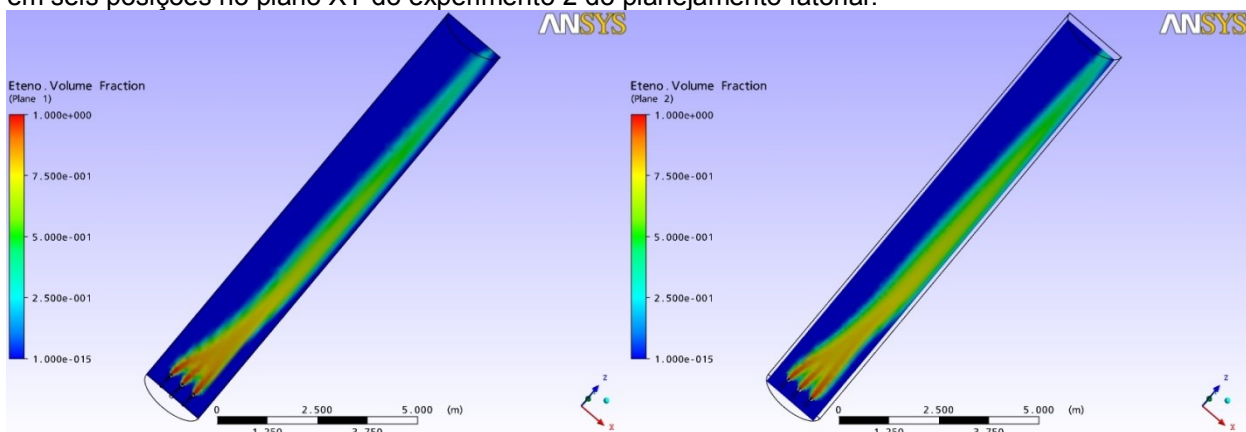 em seis posições no plano XY do experimento 2 do planejamento fatorial.
ANSYS
Eteno.Volume Fraction
(Plane 1)
1.000e+000
7.500e-001
5.000e-001
2.500e-001
1.000e-015
0 2.500 5.000 (m)
1.250 3.750
z
x
ANSYS
Eteno.Volume Fraction
(Plane 2)
1.000e+000
7.500e-001
5.000e-001
2.500e-001
1.000e-015
0 2.500 5.000 (m)
1.250 3.750
z
x